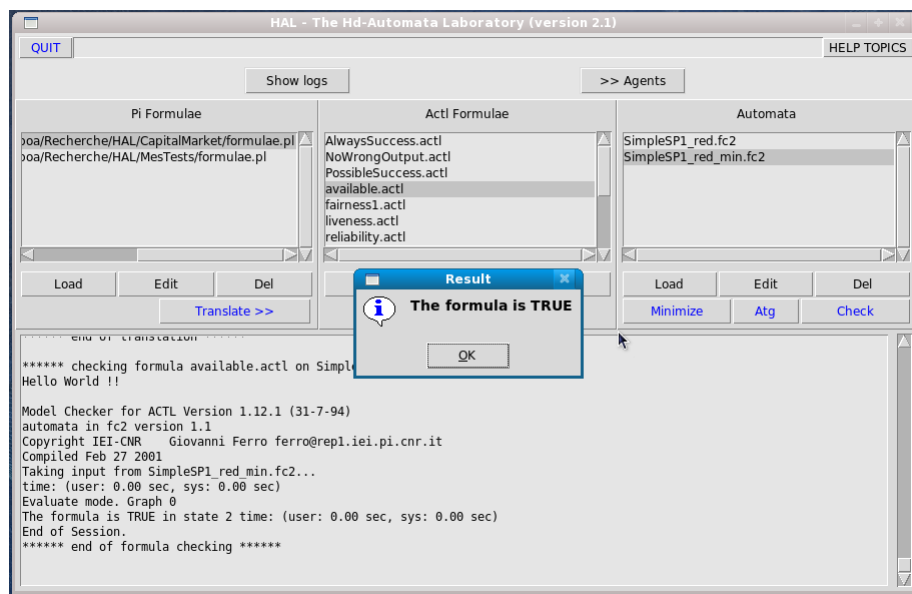 HAL - The Hd-Automata Laboratory (version 2.1)
QUIT
HELP TOPICS
Show logs
>> Agents
Pi Formulae
Actl Formulae
Automata
ooa/Recherche/HAL/CapitalMarket/formulae.pl
ooa/Recherche/HAL/MesTests/formulae.pl
AlwaysSuccess.actl
NoWrongOutput.actl
PossibleSuccess.actl
available.actl
fairness1.actl
liveness.actl
reliability.actl
SimpleSP1_red.fc2
SimpleSP1_red_min.fc2
Load
Edit
Del
Translate >>
Load
Edit
Del
Minimize
Atg
Check
Result
The formula is TRUE
OK
****** end of translation ******
****** checking formula available.actl on Simpl
Hello World !!
Model Checker for ACTL Version 1.12.1 (31-7-94)
automata in fc2 version 1.1
Copyright IEI-CNR    Giovanni Ferro ferro@rep1.iei.pi.cnr.it
Compiled Feb 27 2001
Taking input from SimpleSP1_red_min.fc2...
time: (user: 0.00 sec, sys: 0.00 sec)
Evaluate mode. Graph 0
The formula is TRUE in state 2 time: (user: 0.00 sec, sys: 0.00 sec)
End of Session.
****** end of formula checking ******